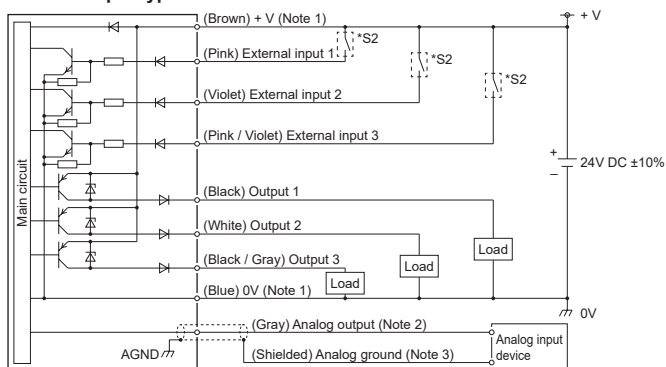 (Brown) + V (Note 1)
+ V
*S2
(Pink) External input 1
*S2
*S2
(Violet) External input 2
(Pink / Violet) External input 3
+
24V DC ±10%
–
Main circuit
(Black) Output 1
(White) Output 2
Load
Load
(Black / Gray) Output 3
Load
(Blue) 0V (Note 1)
0V
(Gray) Analog output (Note 2)
Analog input
device
AGND
(Shielded) Analog ground (Note 3)